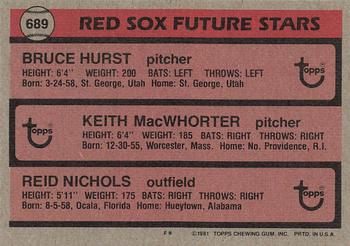 689
RED SOX FUTURE STARS
BRUCE HURST pitcher
HEIGHT: 6'4" WEIGHT: 200 BATS: LEFT THROWS: LEFT
Born: 3-24-58, St. George, Utah Home: St. George, Utah
topps
KEITH MacWHORTER pitcher
HEIGHT: 6'4" WEIGHT: 185 BATS: RIGHT THROWS: RIGHT
Born: 12-30-55, Worcester, Mass. Home: No. Providence, R.I.
topps
REID NICHOLS outfield
HEIGHT: 5'11" WEIGHT: 175 BATS: RIGHT THROWS: RIGHT
Born: 8-5-58, Ocala, Florida Home: Hueytown, Alabama
topps
©1981 TOPPS CHEWING GUM, INC. PRTD. IN U.S.A.